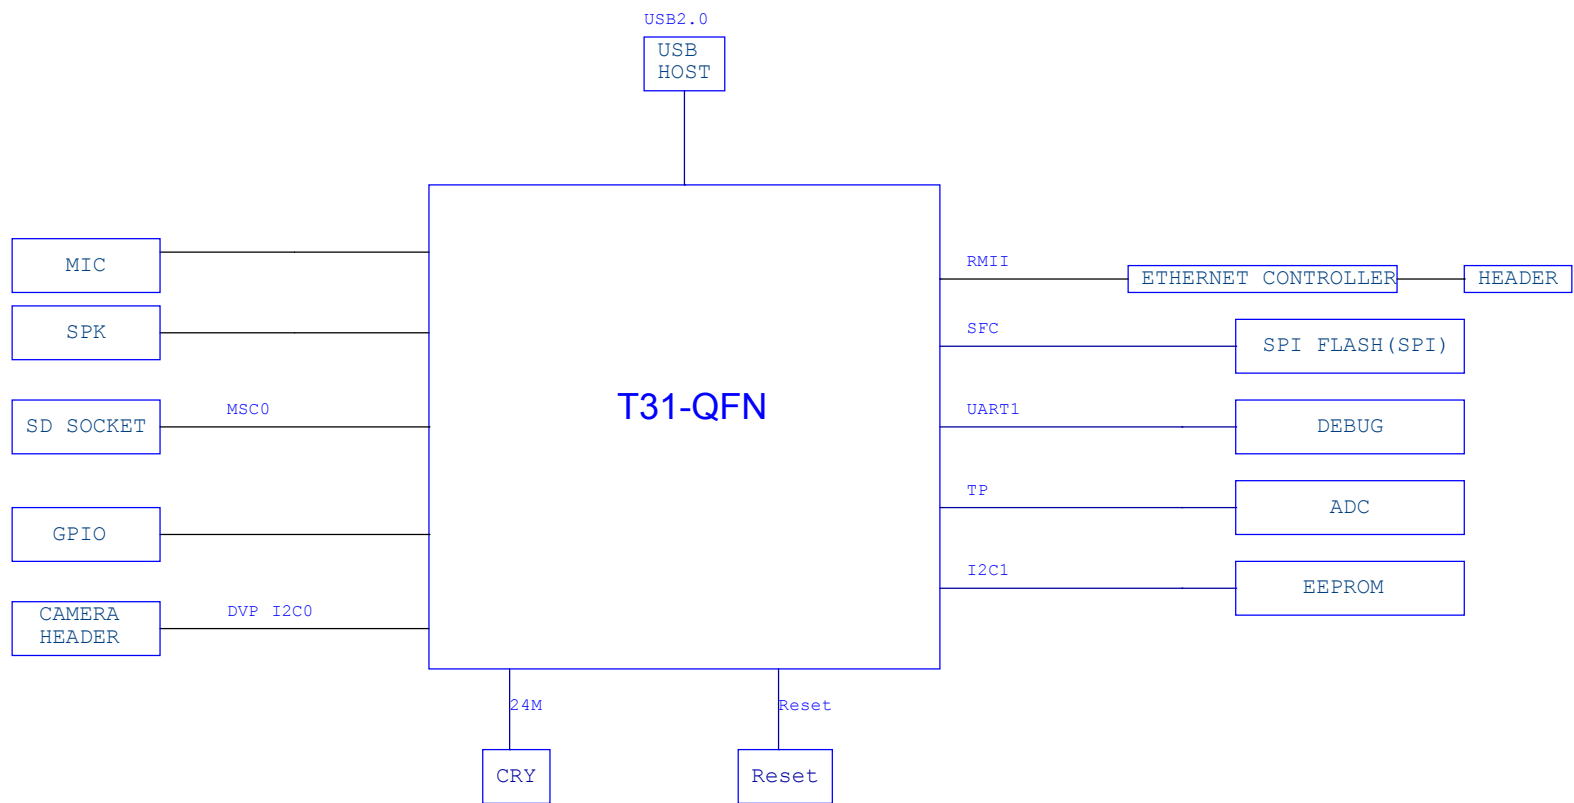 USB2.0
USB
HOST
MIC
RMII
ETHERNET CONTROLLER
HEADER
SPK
SFC
SPI FLASH(SPI)
T31-QFN
SD SOCKET
MSC0
UART1
DEBUG
TP
ADC
GPIO
I2C1
EEPROM
CAMERA
HEADER
DVP I2C0
24M
Reset
CRY
Reset